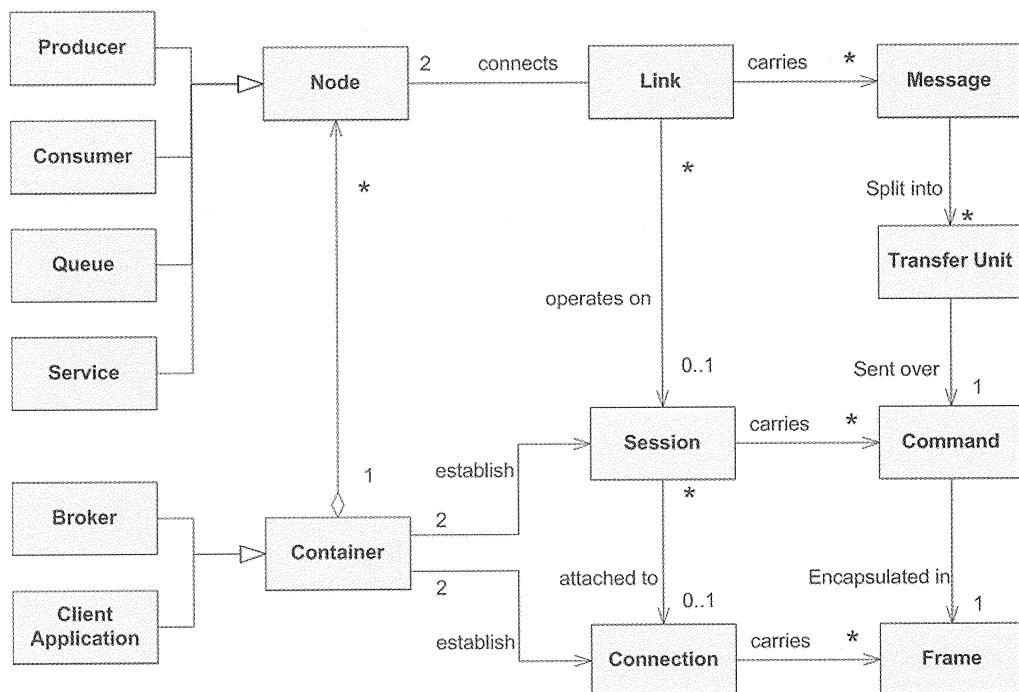 Producer
Node
2
connects
Link
carries
*
Message
Consumer
*
*
Split into
*
Queue
Transfer Unit
operates on
Service
0..1
Sent over
1
Session
carries
*
Command
establish
1
2
*
Broker
Container
2
attached to
0..1
Encapsulated in
1
Client
Application
establish
Connection
carries
*
Frame